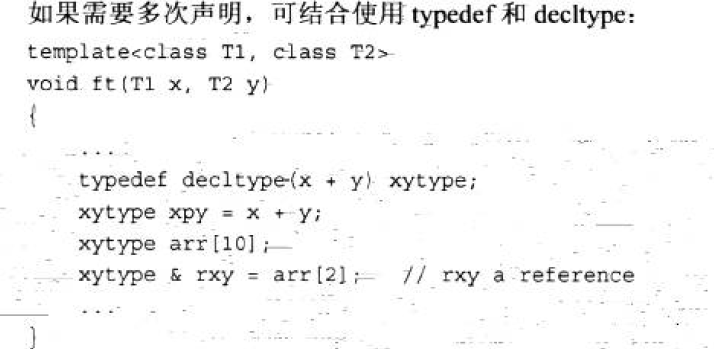 如果需要多次声明，可结合使用 typedef 和 decltype：
template<class T1, class T2>
void ft(T1 x, T2 y)
{
    ...
    typedef decltype(x + y) xytype;
    xytype xpy = x + y;
    xytype arr[10];
    xytype & rxy = arr[2];   // rxy a reference
    ...
}